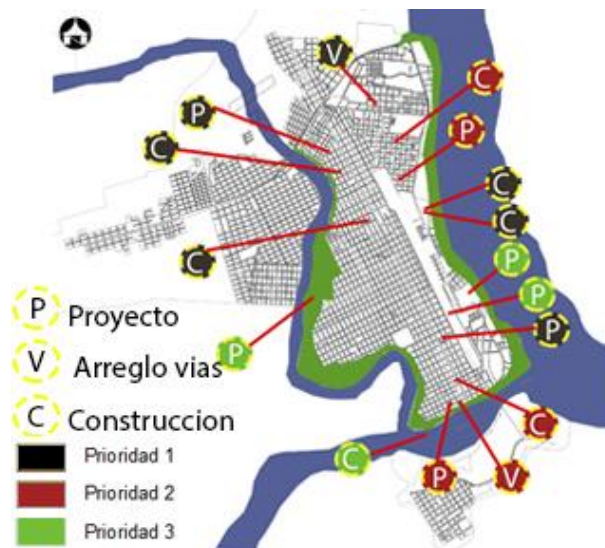 V
C
P
P
C
C
C
C
P
P
P
P
C
C
P
V
P Proyecto
V Arreglo vias
C Construccion
Prioridad 1
Prioridad 2
Prioridad 3